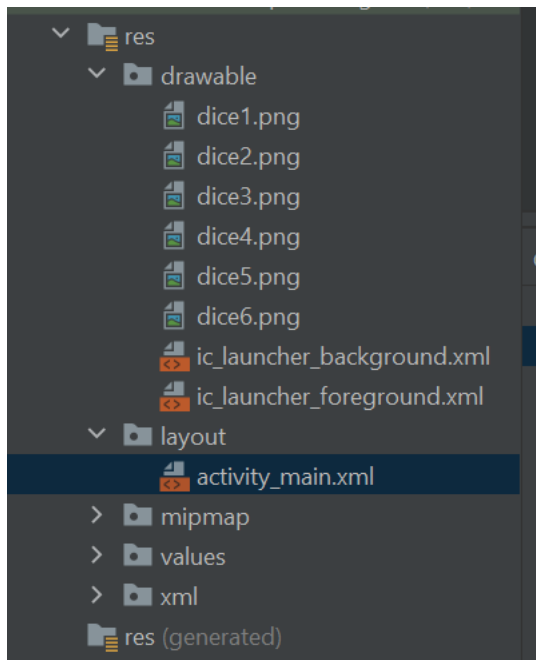 res
drawable
dice1.png
dice2.png
dice3.png
dice4.png
dice5.png
dice6.png
ic_launcher_background.xml
ic_launcher_foreground.xml
layout
activity_main.xml
mipmap
values
xml
res (generated)